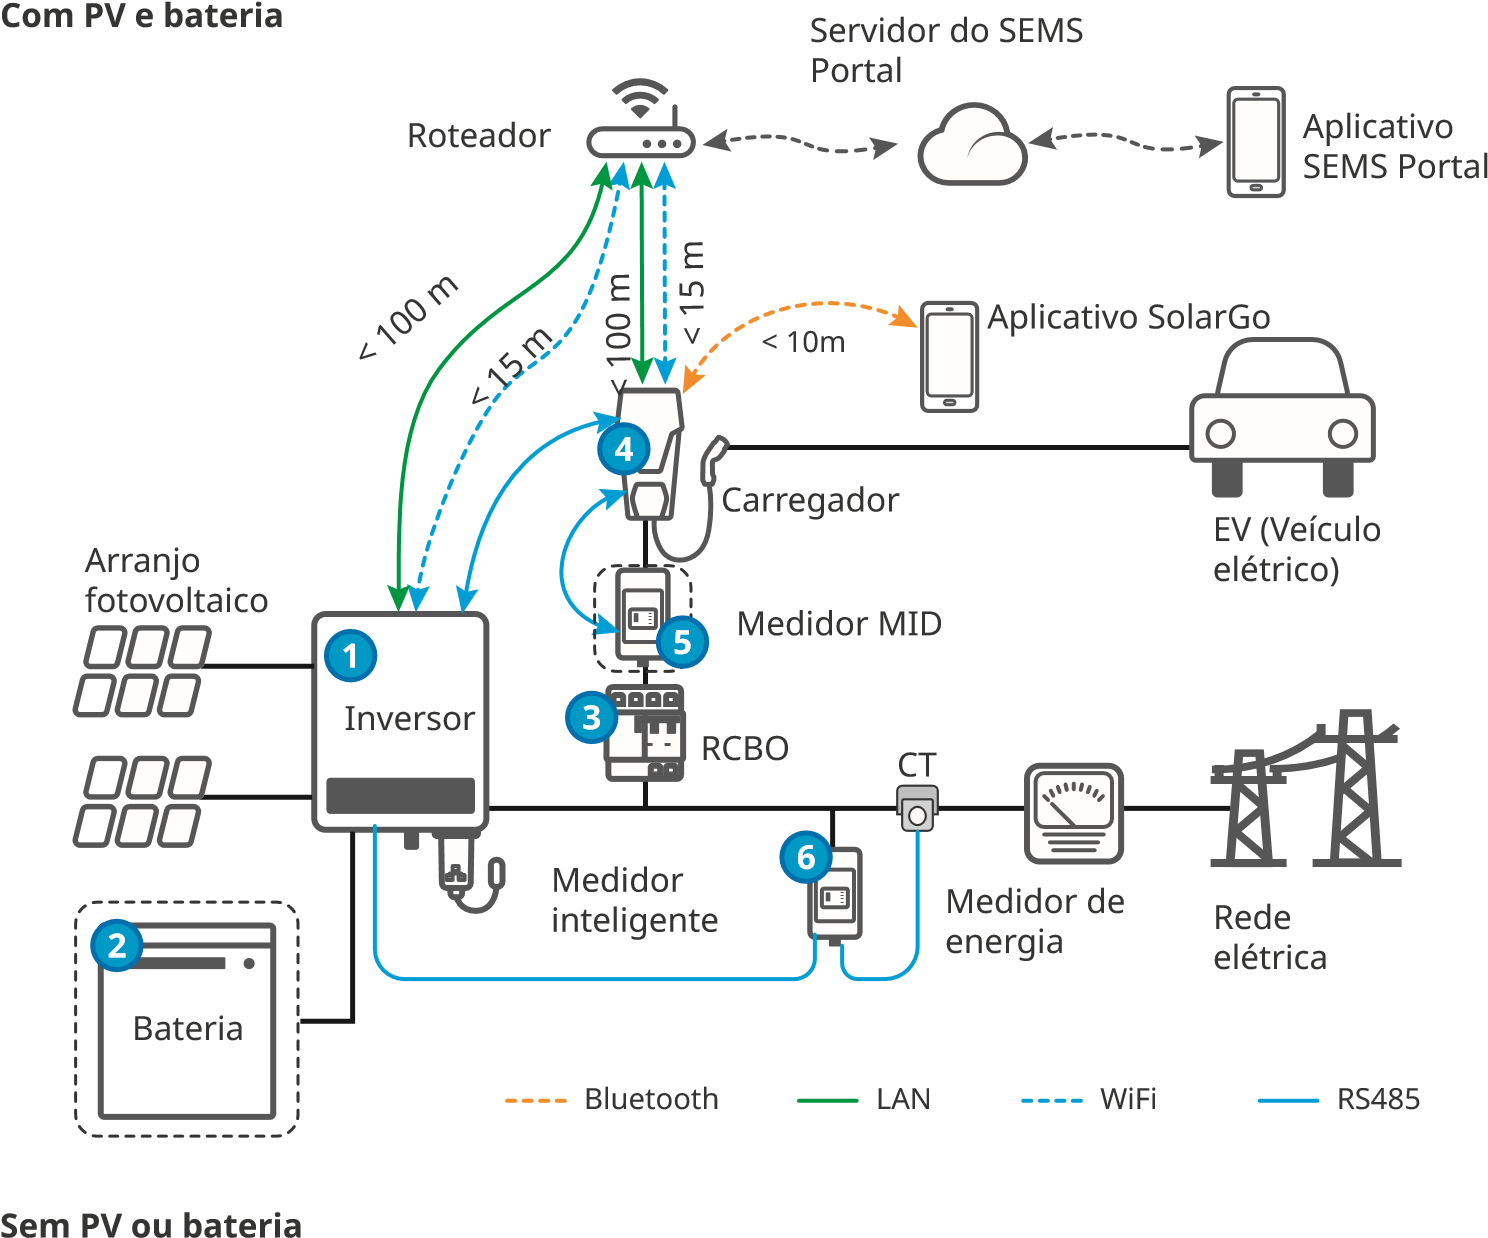 Com PV e bateria
Servidor do SEMS
Portal
Roteador
Aplicativo
SEMS Portal
< 100 m
< 15 m
< 100 m
< 15 m
< 10m
Aplicativo SolarGo
4
Carregador
EV (Veículo
elétrico)
Arranjo
fotovoltaico
1
Inversor
5
Medidor MID
3
RCBO
CT
6
Medidor
inteligente
Medidor de
energia
Rede
elétrica
2
Bateria
Bluetooth
LAN
WiFi
RS485
Sem PV ou bateria